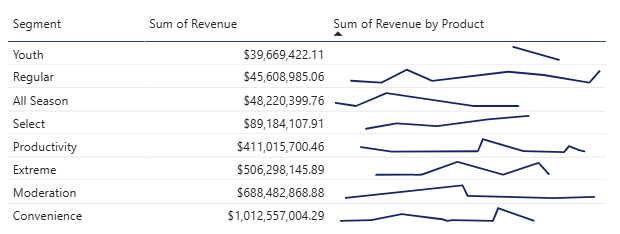 Segment Sum of Revenue Sum of Revenue by Product
Youth $39,669,422.11
Regular $45,608,985.06
All Season $48,220,399.76
Select $89,184,107.91
Productivity $411,015,700.46
Extreme $506,298,145.89
Moderation $688,482,868.88
Convenience $1,012,557,004.29